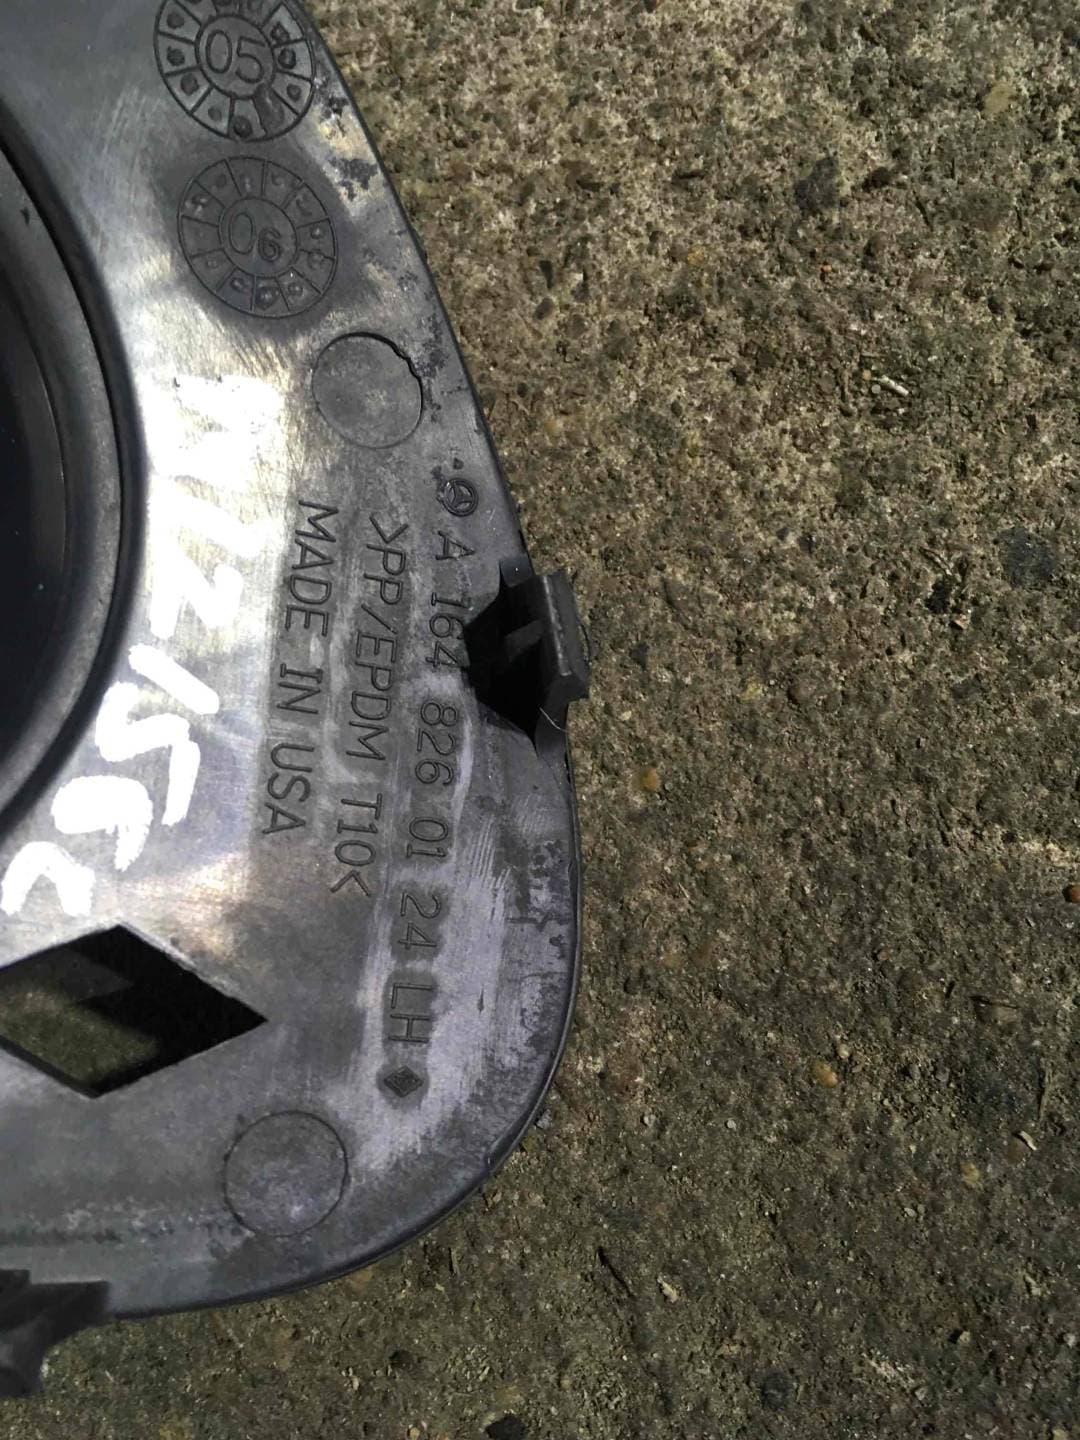 05
06
A 164 826 01 24 LH
>PP/EPDM T10<
MADE IN USA